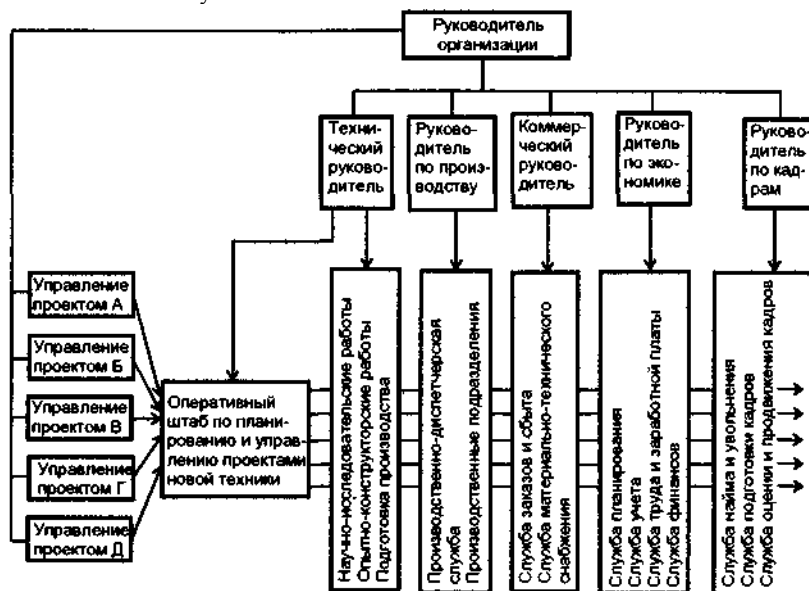 Руководитель
организации
Техни-
ческий
руково-
дитель
Руково-
дитель
по произ-
водству
Коммер-
ческий
руково-
дитель
Руково-
дитель
по эко-
номике
Руково-
дитель
по кад-
рам
Управление
проектом А
Управление
проектом Б
Управление
проектом В
Управление
проектом Г
Управление
проектом Д
Оперативный
штаб по плани-
рованию и управ-
лению проектами
новой техники
Научно-исследовательские работы
Опытно-конструкторские работы
Подготовка производства
Производственно-диспетчерская
служба
Производственные подразделения
Служба заказов и сбыта
Служба материально-технического
снабжения
Служба планирования
Служба учета
Служба труда и заработной платы
Служба финансов
Служба найма и увольнения
Служба подготовки кадров
Служба оценки и продвижения кадров